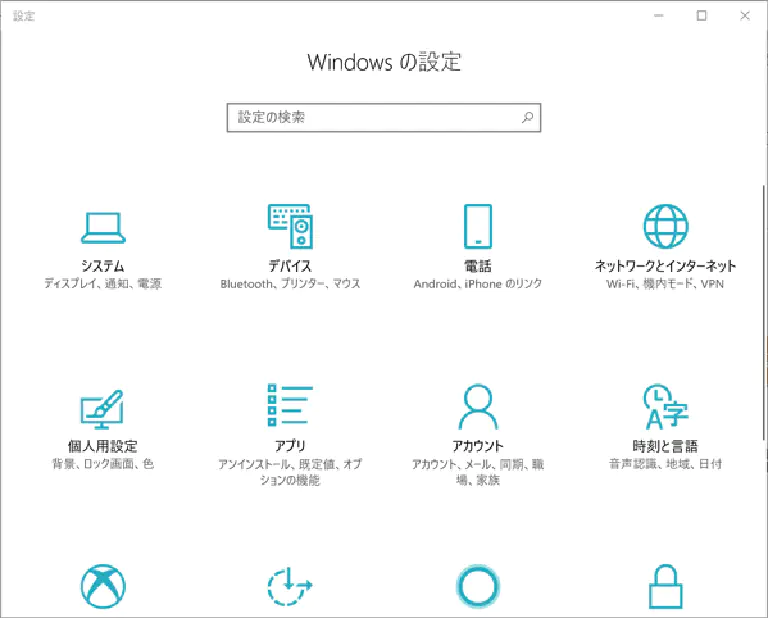 設定
Windows の設定
設定の検索
システム
ディスプレイ、通知、電源
デバイス
Bluetooth、プリンター、マウス
電話
Android、iPhone のリンク
ネットワークとインターネット
Wi-Fi、機内モード、VPN
個人用設定
背景、ロック画面、色
アプリ
アンインストール、既定値、オプ
ションの機能
アカウント
アカウント、メール、同期、職
場、家族
時刻と言語
音声認識、地域、日付